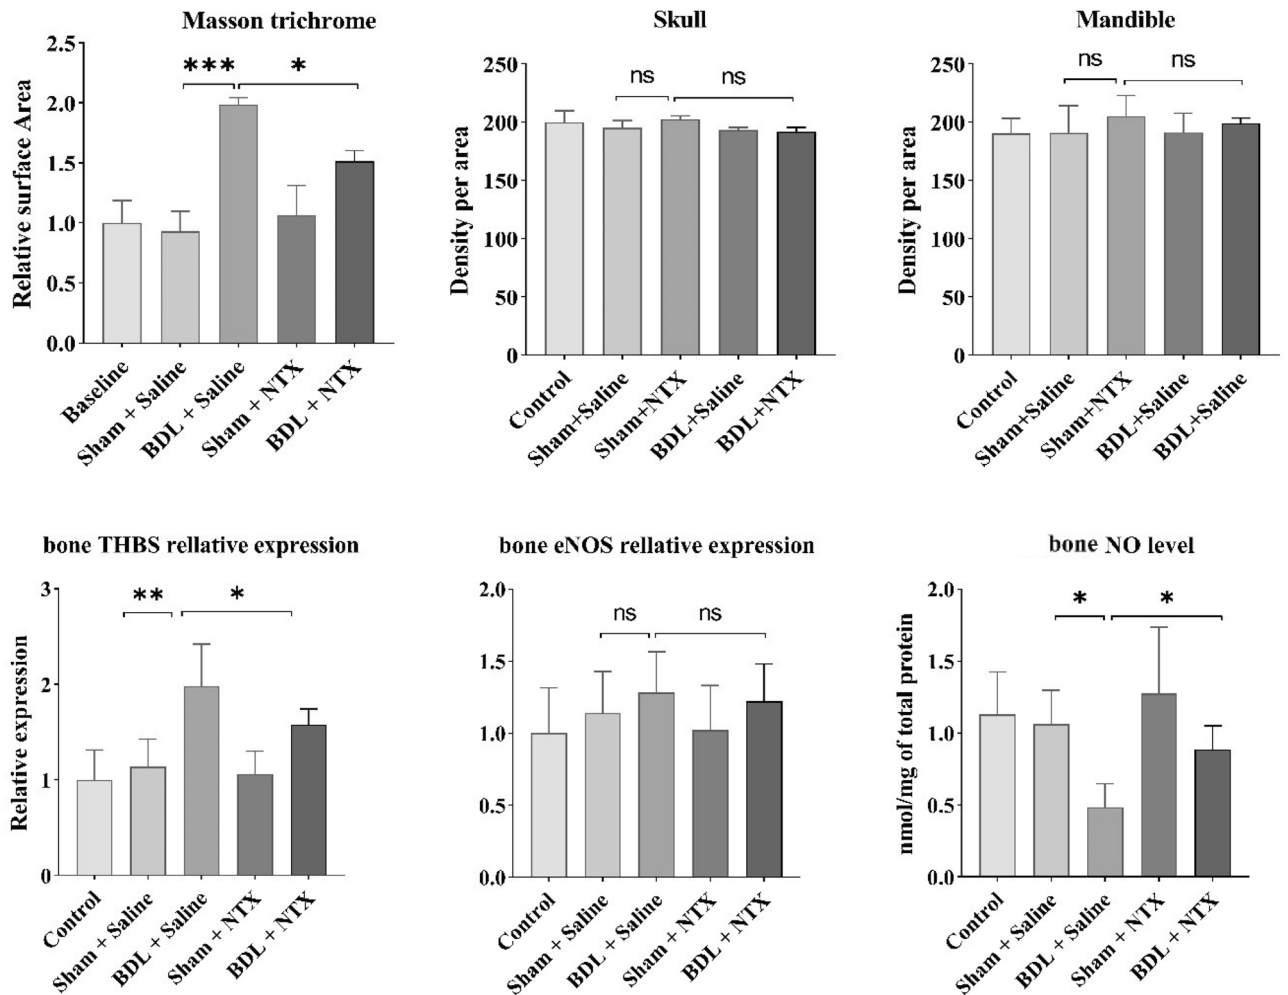 Masson trichrome
Relative surface Area
2.5
2.0
1.5
1.0
0.5
0.0
***
*
Baseline
Sham + Saline
BDL + Saline
Sham + NTX
BDL + NTX
Skull
Density per area
250
200
150
100
50
0
ns
ns
Control
Sham+Saline
Sham+NTX
BDL+Saline
BDL+NTX
Mandible
Density per area
250
200
150
100
50
0
ns
ns
Control
Sham+Saline
Sham+NTX
BDL+Saline
BDL+Saline
bone THBS rellative expression
Relative expression
3
2
1
0
**
*
Control
Sham + Saline
BDL + Saline
Sham + NTX
BDL + NTX
bone eNOS rellative expression
2.0
1.5
1.0
0.5
0.0
ns
ns
Control
Sham + Saline
BDL + Saline
Sham + NTX
BDL + NTX
bone NO level
nmol/mg of total protein
2.0
1.5
1.0
0.5
0.0
*
*
Control
Sham + Saline
BDL + Saline
Sham + NTX
BDL + NTX